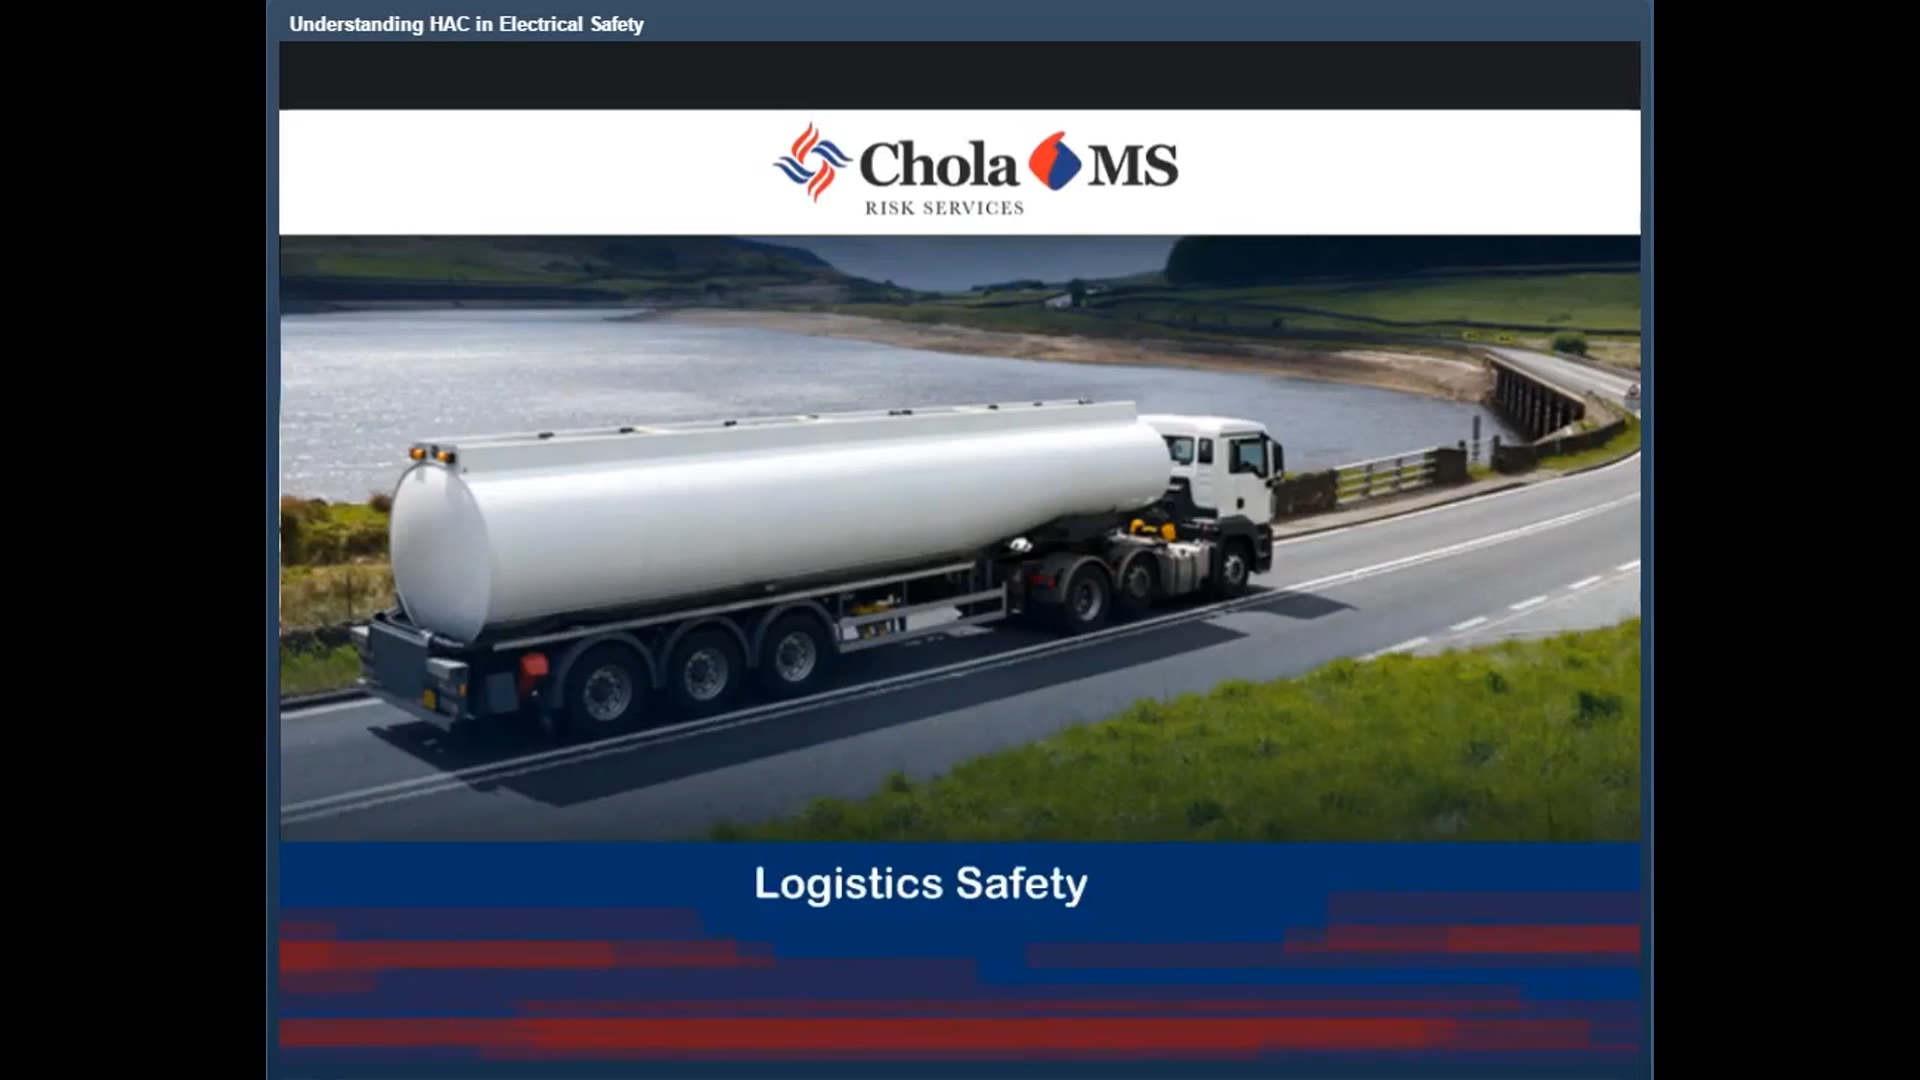 Understanding HAC in Electrical Safety
Chola MS
RISK SERVICES
Logistics Safety